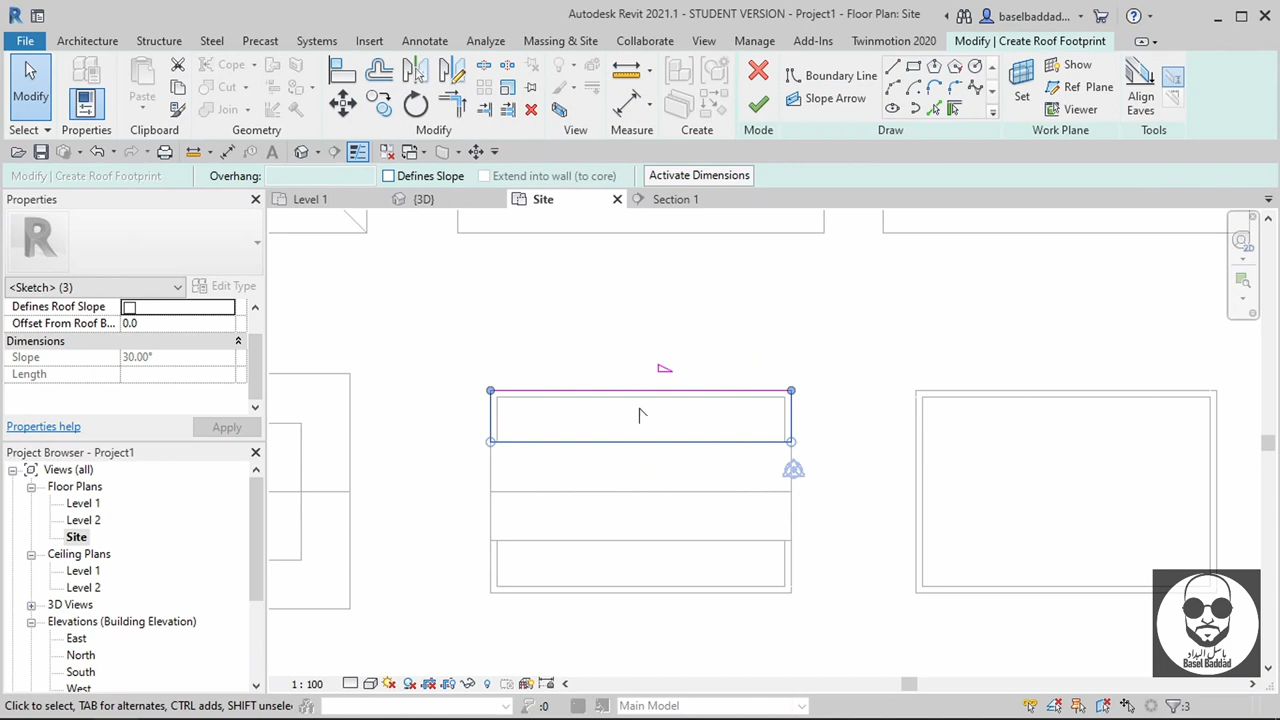 Autodesk Revit 2021.1 - STUDENT VERSION - Project1 - Floor Plan: Site
baselbaddad...
File Architecture Structure Steel Precast Systems Insert Annotate Analyze Massing & Site Collaborate View Manage Add-Ins Twinmotion 2020 Modify | Create Roof Footprint
Modify
Paste
Cope
Cut
Join
Boundary Line
Slope Arrow
Set
Show
Ref Plane
Viewer
Align
Eaves
Select Properties Clipboard Geometry Modify View Measure Create Mode Draw Work Plane Tools
Modify | Create Roof Footprint Overhang: Defines Slope Extend into wall (to core) Activate Dimensions
Properties
Level 1 {3D} Site Section 1
R
<Sketch> (3) Edit Type
Defines Roof Slope
Offset From Roof B... 0.0
Dimensions
Slope 30.00°
Length
Properties help Apply
Project Browser - Project1
Views (all)
Floor Plans
Level 1
Level 2
Site
Ceiling Plans
Level 1
Level 2
3D Views
Elevations (Building Elevation)
East
North
South
West
2D
باسل البداد
Basel Baddad
1 : 100
Click to select, TAB for alternates, CTRL adds, SHIFT unselec :0 Main Model :3